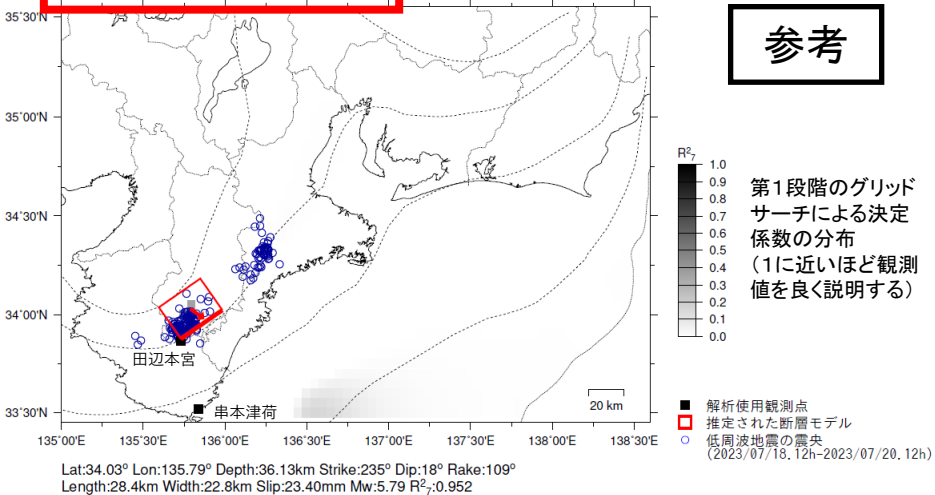 参考
35°30'N
35°00'N
34°30'N
34°00'N
33°30'N
135°00'E
135°30'E
136°00'E
136°30'E
137°00'E
137°30'E
138°00'E
138°30'E
田辺本宮
串本津荷
20 km
R²₇
1.0
0.9
0.8
0.7
0.6
0.5
0.4
0.3
0.2
0.1
0.0
第1段階のグリッド
サーチによる決定
係数の分布
(1に近いほど観測
値を良く説明する)
解析使用観測点
推定された断層モデル
低周波地震の震央
(2023/07/18.12h-2023/07/20.12h)
Lat:34.03° Lon:135.79° Depth:36.13km Strike:235° Dip:18° Rake:109°
Length:28.4km Width:22.8km Slip:23.40mm Mw:5.79 R²₇:0.952